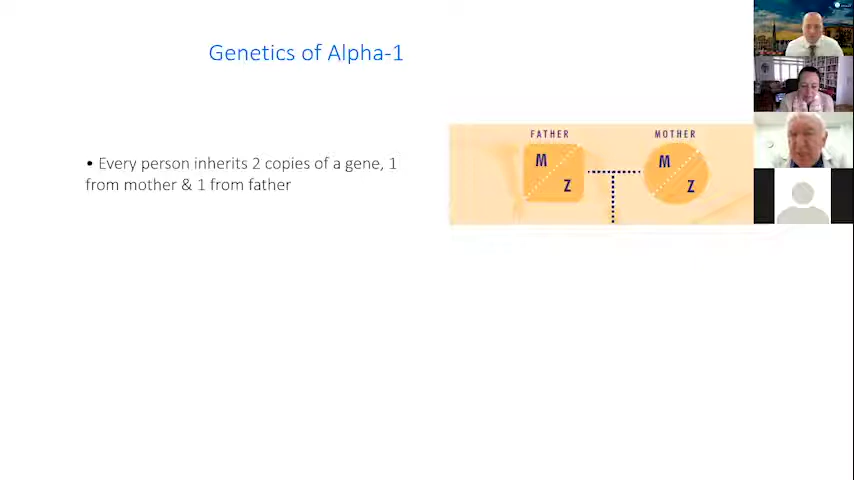 Genetics of Alpha-1
• Every person inherits 2 copies of a gene, 1
from mother & 1 from father
FATHER MOTHER
M M
Z Z